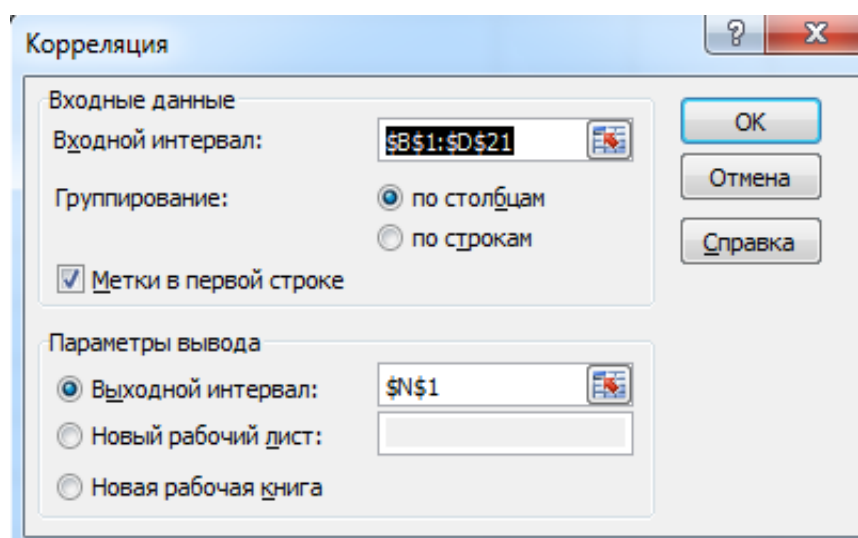 Корреляция
?
X
Входные данные
Входной интервал:
$B$1:$D$21
Группирование:
по столбцам
по строкам
Метки в первой строке
OK
Отмена
Справка
Параметры вывода
Выходной интервал:
$N$1
Новый рабочий лист:
Новая рабочая книга